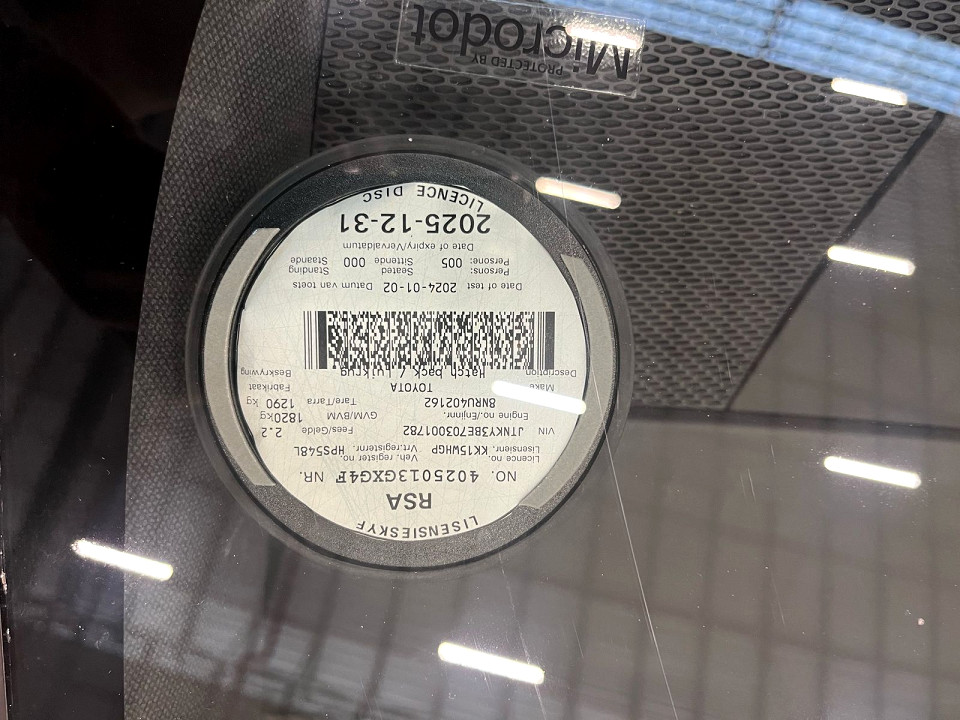 LISENSIESKYF
RSA
NO. 4025013GXG4F NR.
Licence no. Veh. register no.
Lisensienr. KK15WHGP Vrt.registernr. HPS548L
VIN JTNKY3BE703001782 Fees/Gelde 2.2
Engine no./Enjinnr. GVM/BVM 1820kg
8NRU402162 Tare/Tarra 1290 kg
Make TOYOTA Fabrikaat
Description Hatch back / Luikrug Beskrywing
Date of test 2024-01-02 Datum van toets
Persons: Seated Standing
Persone: 005 Sittende 000 Staande
Date of expiry/Vervaldatum
2025-12-31
LICENCE DISC
PROTECTED BY
Microdot